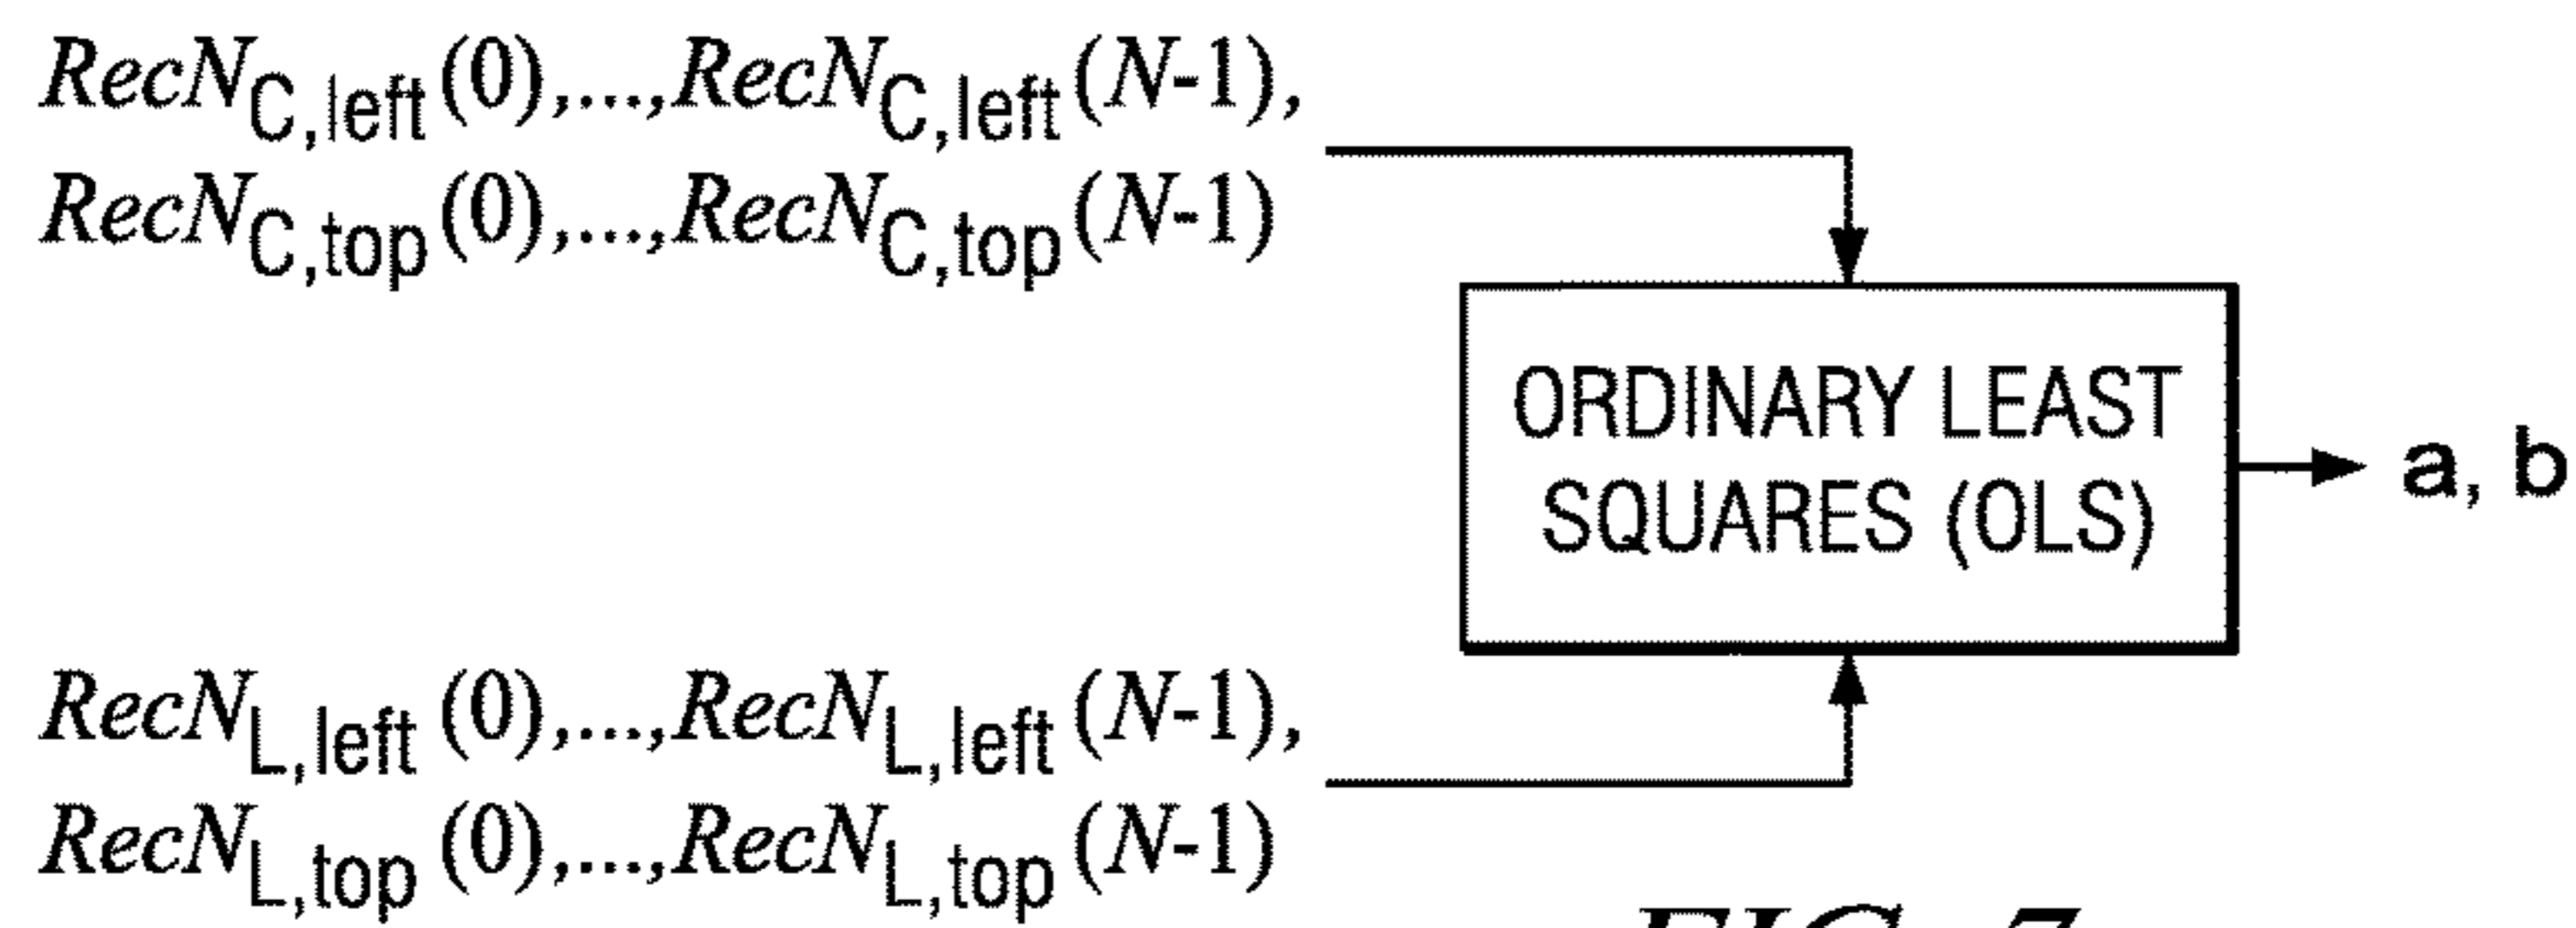 RecN_C,left(0),...,RecN_C,left(N-1),
RecN_C,top(0),...,RecN_C,top(N-1)
ORDINARY LEAST
SQUARES (OLS)
a, b
RecN_L,left(0),...,RecN_L,left(N-1),
RecN_L,top(0),...,RecN_L,top(N-1)